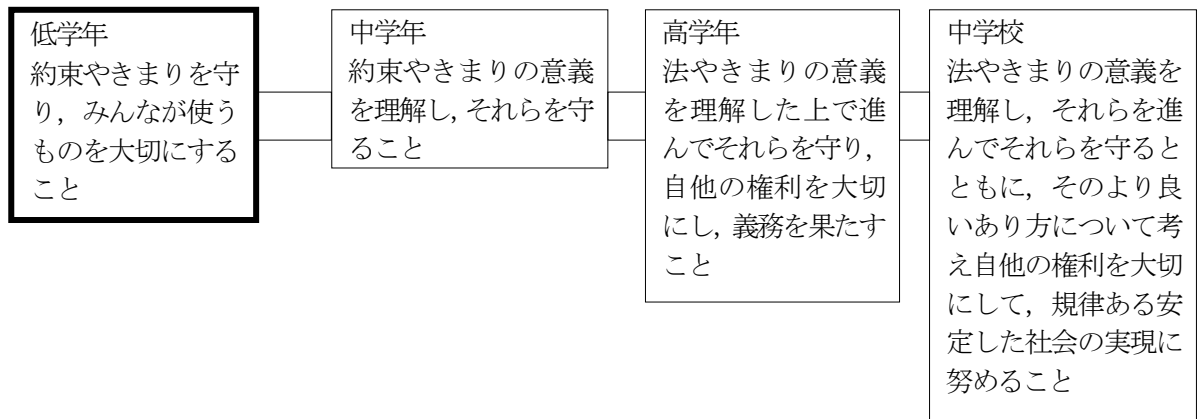 低学年
約束やきまりを守
り，みんなが使う
ものを大切にする
こと
中学年
約束やきまりの意義
を理解し，それらを守
ること
高学年
法やきまりの意義
を理解した上で進
んでそれらを守り，
自他の権利を大切
にし，義務を果たす
こと
中学校
法やきまりの意義を
理解し，それらを進
んでそれらを守ると
ともに，そのより良
いあり方について考
え自他の権利を大切
にして，規律ある安
定した社会の実現に
努めること